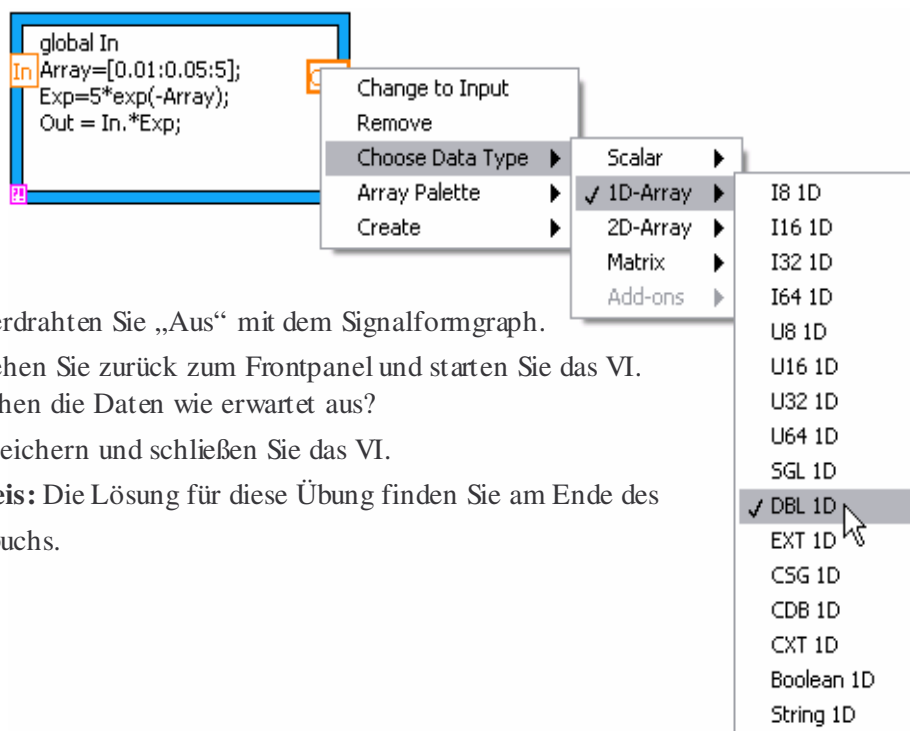 global In
In
Array=[0.01:0.05:5];
Exp=5*exp(-Array);
Out = In.*Exp;
?!
Change to Input
Remove
Choose Data Type
Array Palette
Create
Scalar
✓ 1D-Array
2D-Array
Matrix
Add-ons
I8 1D
I16 1D
I32 1D
I64 1D
U8 1D
U16 1D
U32 1D
U64 1D
SGL 1D
✓ DBL 1D
EXT 1D
CSG 1D
CDB 1D
CXT 1D
Boolean 1D
String 1D
erdrahten Sie „Aus“ mit dem Signalformgraph.
ehen Sie zurück zum Frontpanel und starten Sie das VI.
hen die Daten wie erwartet aus?
eichern und schließen Sie das VI.
eis: Die Lösung für diese Übung finden Sie am Ende des
uchs.